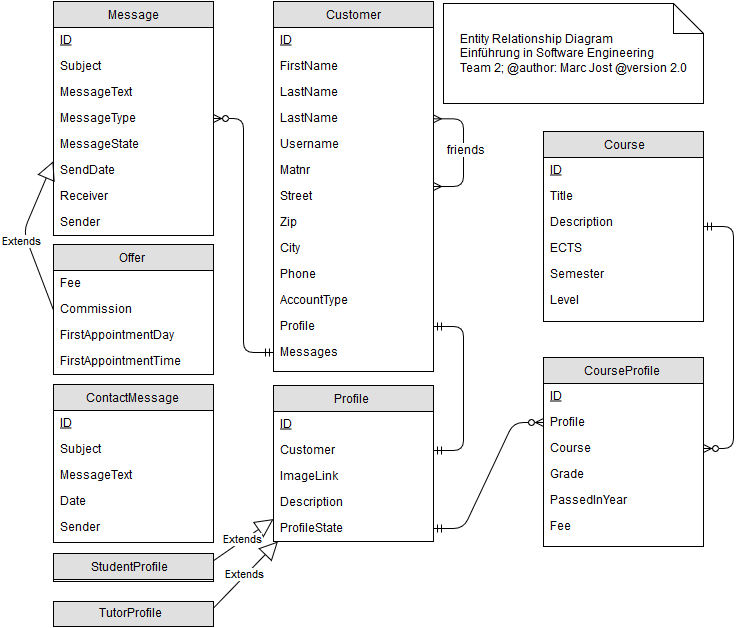 Message
ID
Subject
MessageText
MessageType
MessageState
SendDate
Receiver
Sender
Extends
Offer
Fee
Commission
FirstAppointmentDay
FirstAppointmentTime
ContactMessage
ID
Subject
MessageText
Date
Sender
StudentProfile
Extends
TutorProfile
Extends
Customer
ID
FirstName
LastName
LastName
Username
Matnr
Street
Zip
City
Phone
AccountType
Profile
Messages
friends
Profile
ID
Customer
ImageLink
Description
ProfileState
Entity Relationship Diagram
Einführung in Software Engineering
Team 2; @author: Marc Jost @version 2.0
Course
ID
Title
Description
ECTS
Semester
Level
CourseProfile
ID
Profile
Course
Grade
PassedInYear
Fee